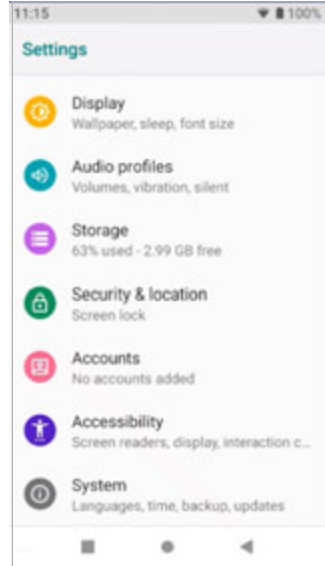 11:15
100%
Settings
Display
Wallpaper, sleep, font size
Audio profiles
Volumes, vibration, silent
Storage
63% used - 2.99 GB free
Security & location
Screen lock
Accounts
No accounts added
Accessibility
Screen readers, display, interaction c...
System
Languages, time, backup, updates